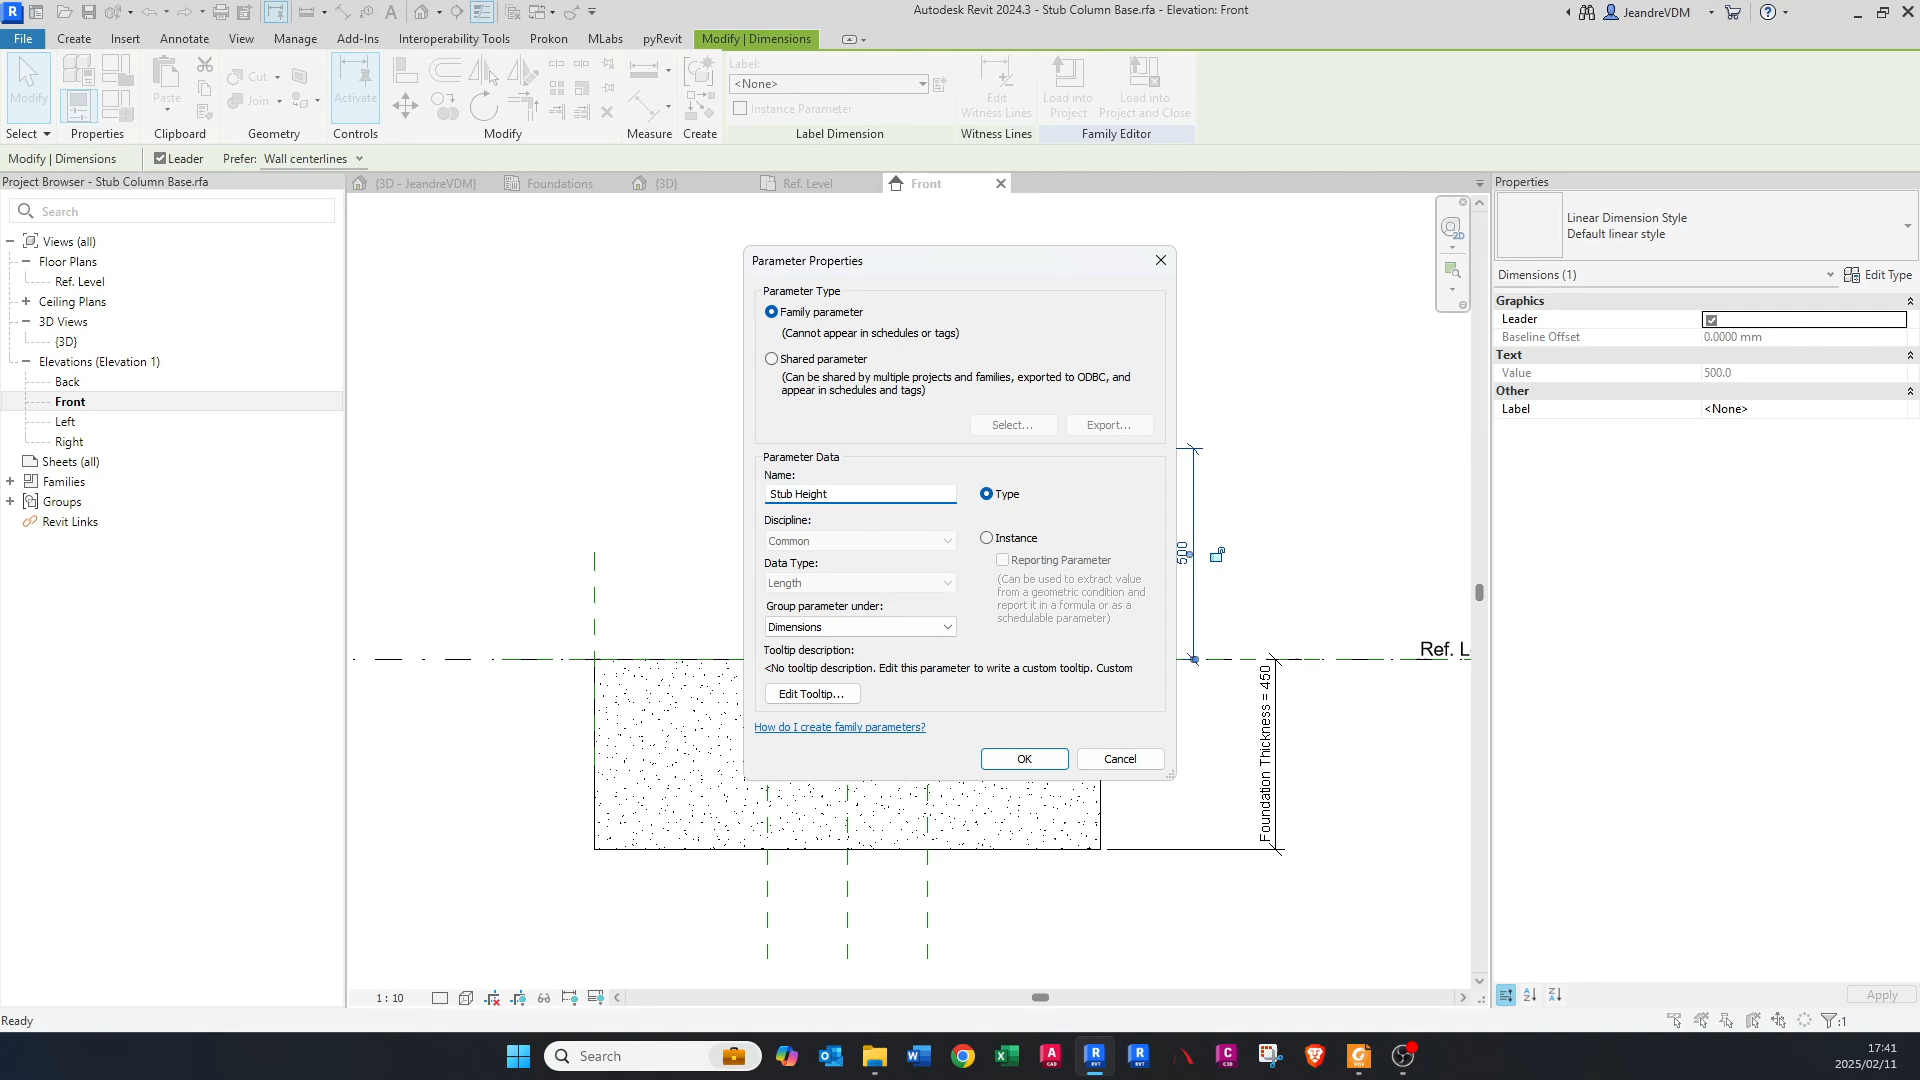 Autodesk Revit 2024.3 - Stub Column Base.rfa - Elevation: Front
JeandreVDM
File
Create
Insert
Annotate
View
Manage
Add-Ins
Interoperability Tools
Prokon
MLabs
pyRevit
Modify | Dimensions
Label:
Cut
<None>
Modify
Paste
Join
Activate
Instance Parameter
Edit
Witness Lines
Load into
Project
Load into
Project and Close
Select
Properties
Clipboard
Geometry
Controls
Modify
Measure
Create
Label Dimension
Witness Lines
Family Editor
Modify | Dimensions
Leader
Prefer:
Wall centerlines
Project Browser - Stub Column Base.rfa
Search
Views (all)
Floor Plans
Ref. Level
Ceiling Plans
3D Views
{3D}
Elevations (Elevation 1)
Back
Front
Left
Right
Sheets (all)
Families
Groups
Revit Links
{3D - JeandreVDM}
Foundations
{3D}
Ref. Level
Front
2D
Parameter Properties
Parameter Type
Family parameter
(Cannot appear in schedules or tags)
Shared parameter
(Can be shared by multiple projects and families, exported to ODBC, and
appear in schedules and tags)
Select...
Export...
Parameter Data
Name:
Stub Height
Type
Discipline:
Common
Instance
Data Type:
Reporting Parameter
Length
(Can be used to extract value
from a geometric condition and
report it in a formula or as a
schedulable parameter)
Group parameter under:
Dimensions
Tooltip description:
<No tooltip description. Edit this parameter to write a custom tooltip. Custom
Edit Tooltip...
How do I create family parameters?
OK
Cancel
500
Ref. L
Foundation Thickness = 450
Properties
Linear Dimension Style
Default linear style
Dimensions (1)
Edit Type
Graphics
Leader
Baseline Offset
0.0000 mm
Text
Value
500.0
Other
Label
<None>
1 : 10
Apply
Ready
:1
Search
17:41
2025/02/11